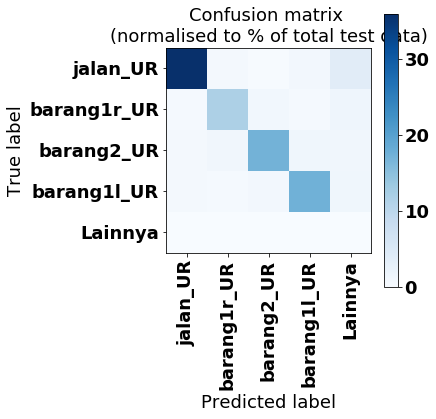 Confusion matrix
(normalised to % of total test data)
jalan_UR
barang1r_UR
barang2_UR
barang1l_UR
Lainnya
True label
jalan_UR
barang1r_UR
barang2_UR
barang1l_UR
Lainnya
Predicted label
30
20
10
0